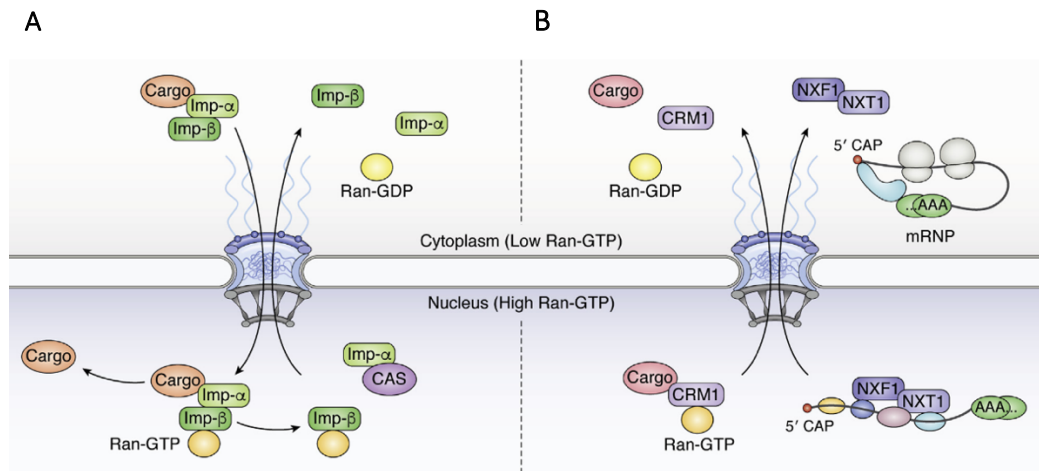 A
B
Cargo
Imp-α
Imp-β
Imp-β
Imp-α
Ran-GDP
Cargo
CRM1
Ran-GDP
NXF1
NXT1
5′ CAP
...AAA
mRNP
Cytoplasm (Low Ran-GTP)
Nucleus (High Ran-GTP)
Cargo
Cargo
Imp-α
Imp-β
Ran-GTP
Imp-β
Imp-α
CAS
Cargo
CRM1
Ran-GTP
NXF1
NXT1
5′ CAP
AAA...